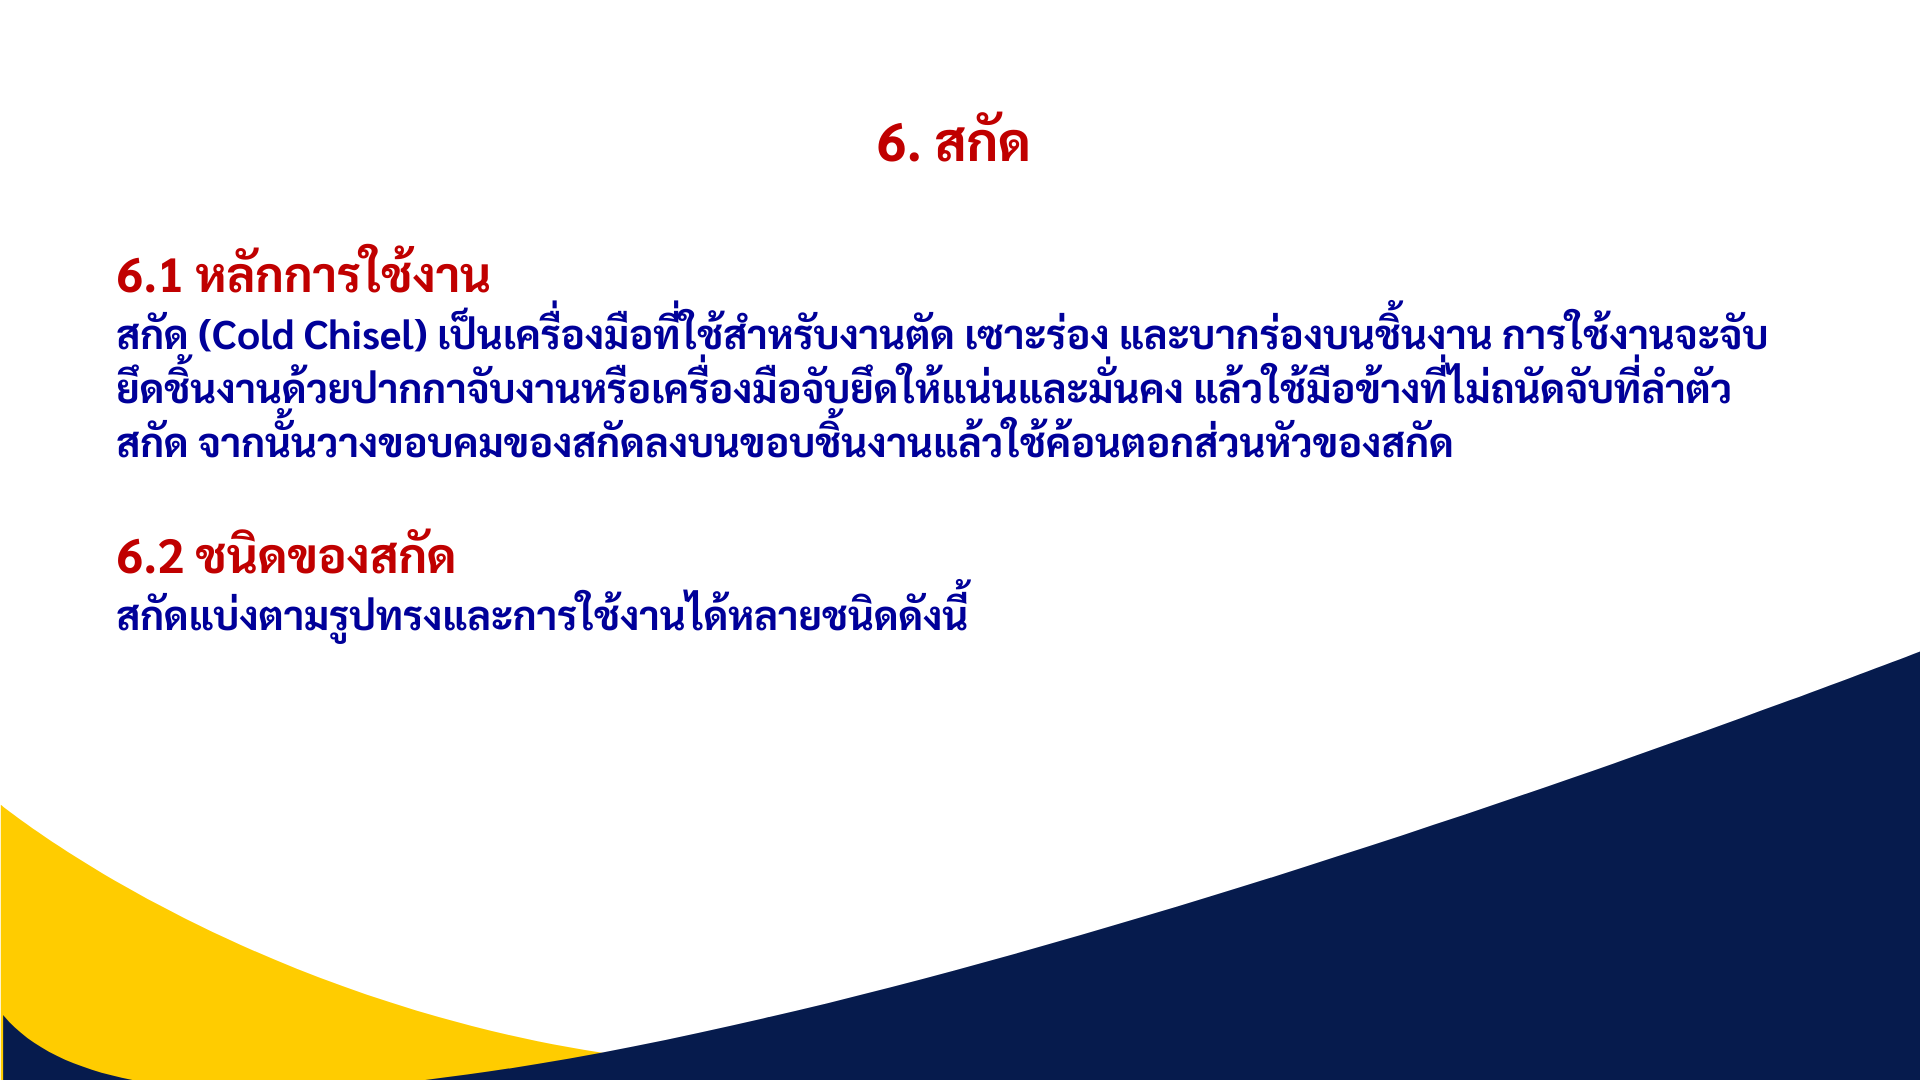 6. สกัด
6.1 หลักการใช้งาน
สกัด (Cold Chisel) เป็นเครื่องมือที่ใช้สำหรับงานตัด เซาะร่อง และบากร่องบนชิ้นงาน การใช้งานจะจับ
ยึดชิ้นงานด้วยปากกาจับงานหรือเครื่องมือจับยึดให้แน่นและมั่นคง แล้วใช้มือข้างที่ไม่ถนัดจับที่ลำตัว
สกัด จากนั้นวางขอบคมของสกัดลงบนขอบชิ้นงานแล้วใช้ค้อนตอกส่วนหัวของสกัด
6.2 ชนิดของสกัด
สกัดแบ่งตามรูปทรงและการใช้งานได้หลายชนิดดังนี้